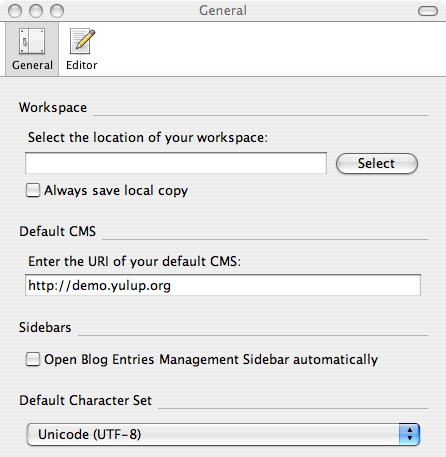 General
General
Editor
Workspace
Select the location of your workspace:
Select
Always save local copy
Default CMS
Enter the URI of your default CMS:
http://demo.yulup.org
Sidebars
Open Blog Entries Management Sidebar automatically
Default Character Set
Unicode (UTF-8)